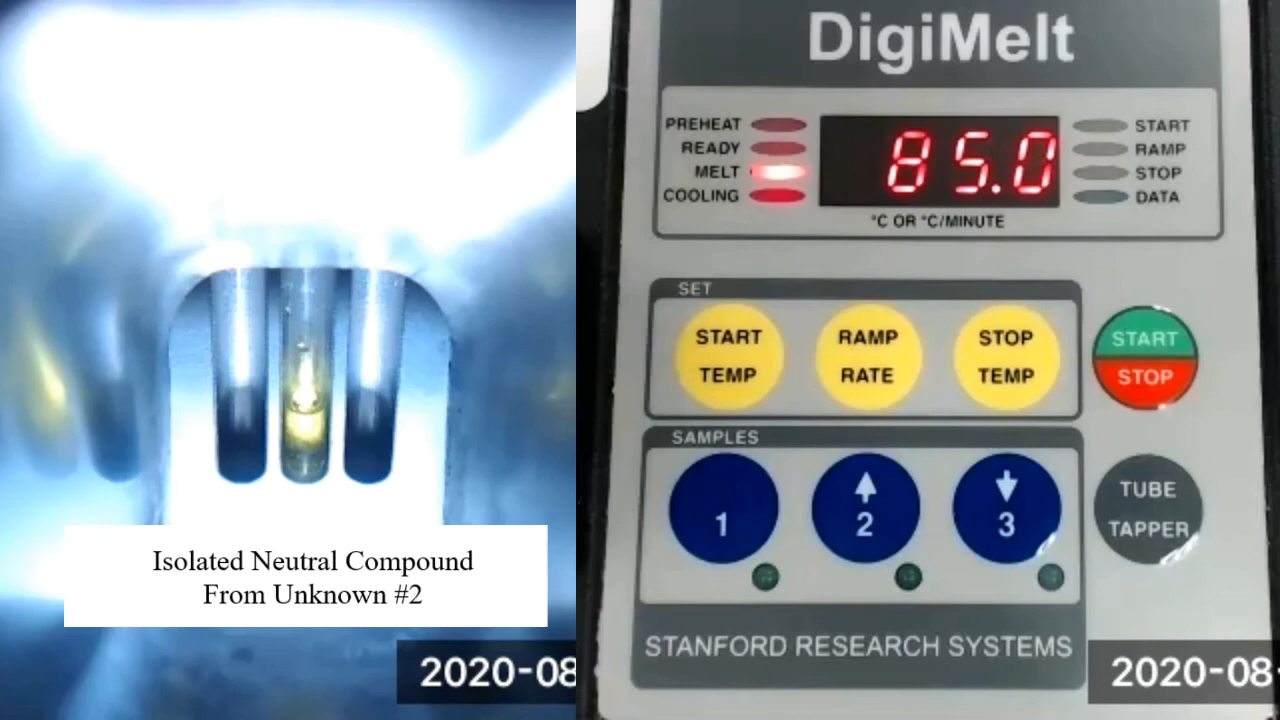 DigiMelt
PREHEAT
READY
MELT
COOLING
85.0
START
RAMP
STOP
DATA
°C OR °C/MINUTE
SET
START
TEMP
RAMP
RATE
STOP
TEMP
START
STOP
SAMPLES
1
2
3
TUBE
TAPPER
Isolated Neutral Compound
From Unknown #2
STANFORD RESEARCH SYSTEMS
2020-08
2020-08-